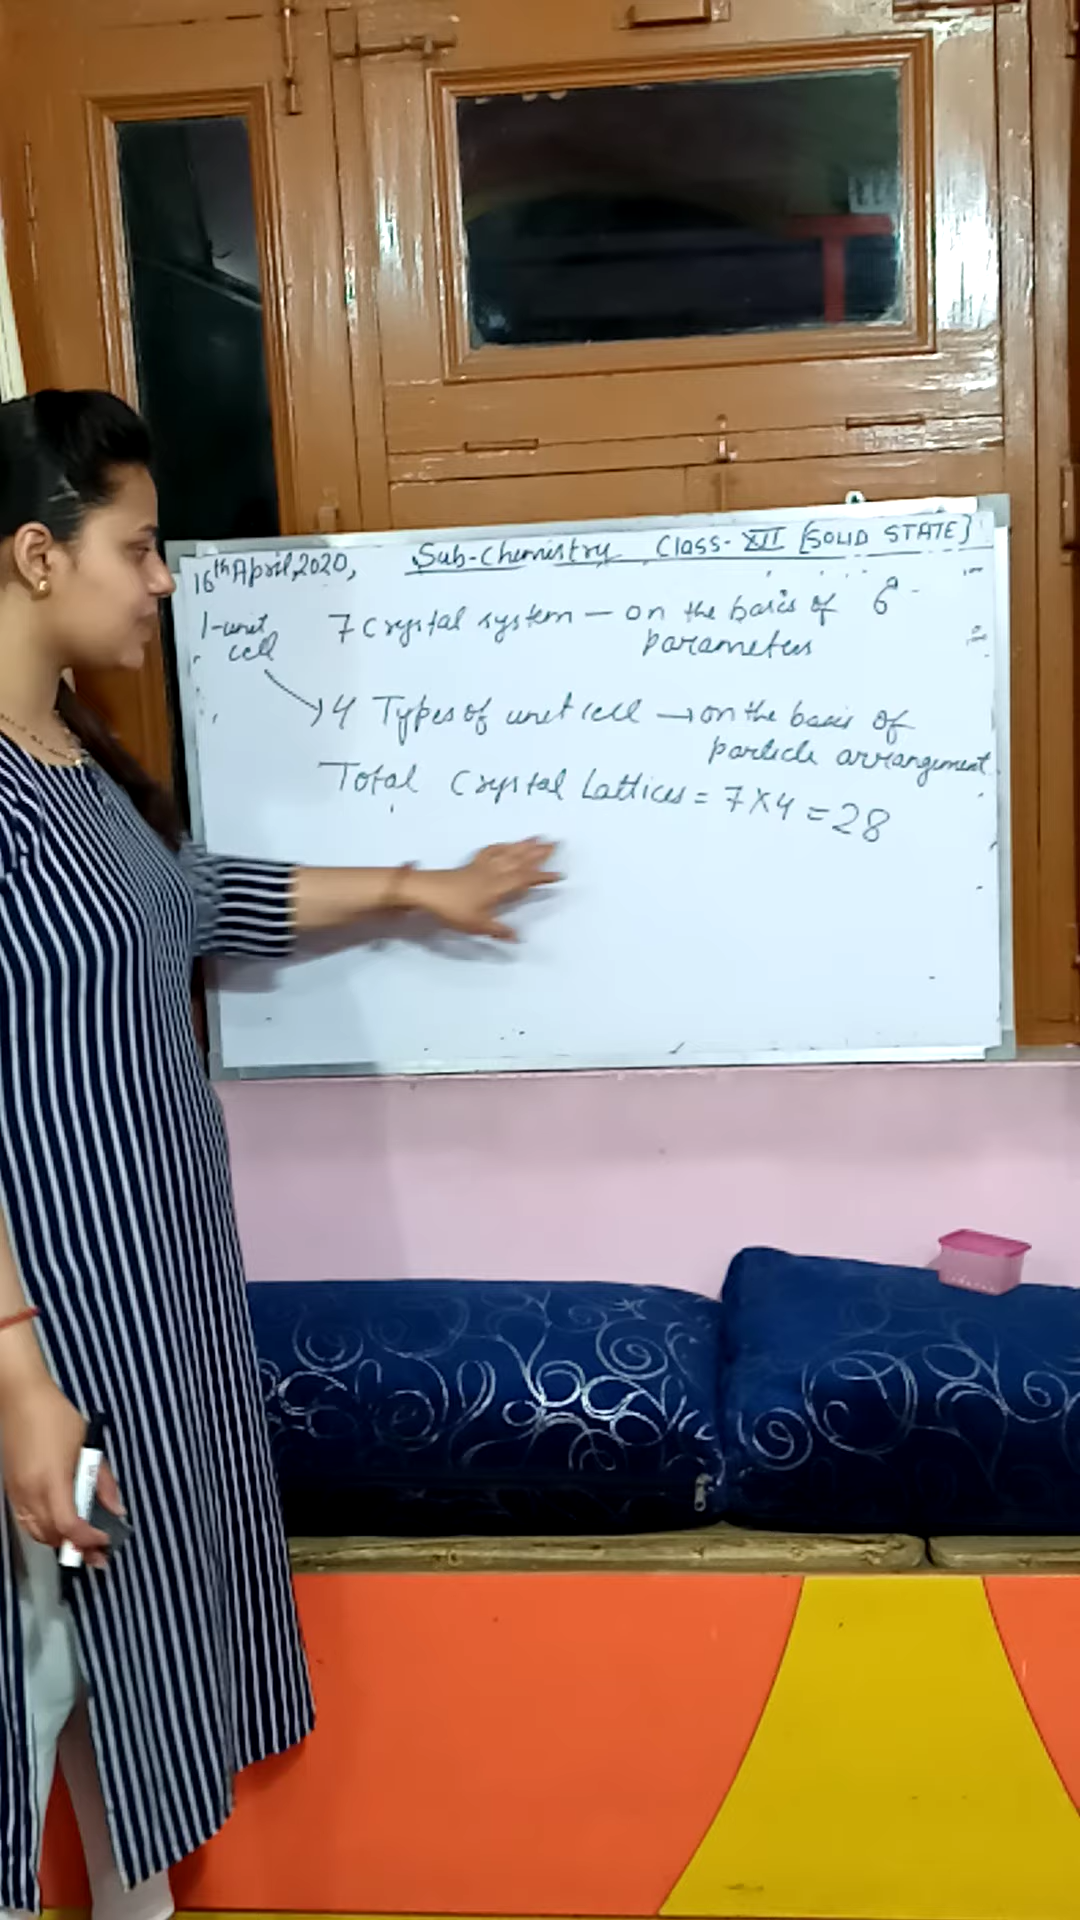 16th April, 2020,
Sub-Chemistry Class-XII [SOLID STATE]
1-unit
cell
7 Crystal system — on the basis of 6
parameters
4 Types of unit cell → on the basis of
particle arrangement
Total Crystal Lattices = 7×4 = 28